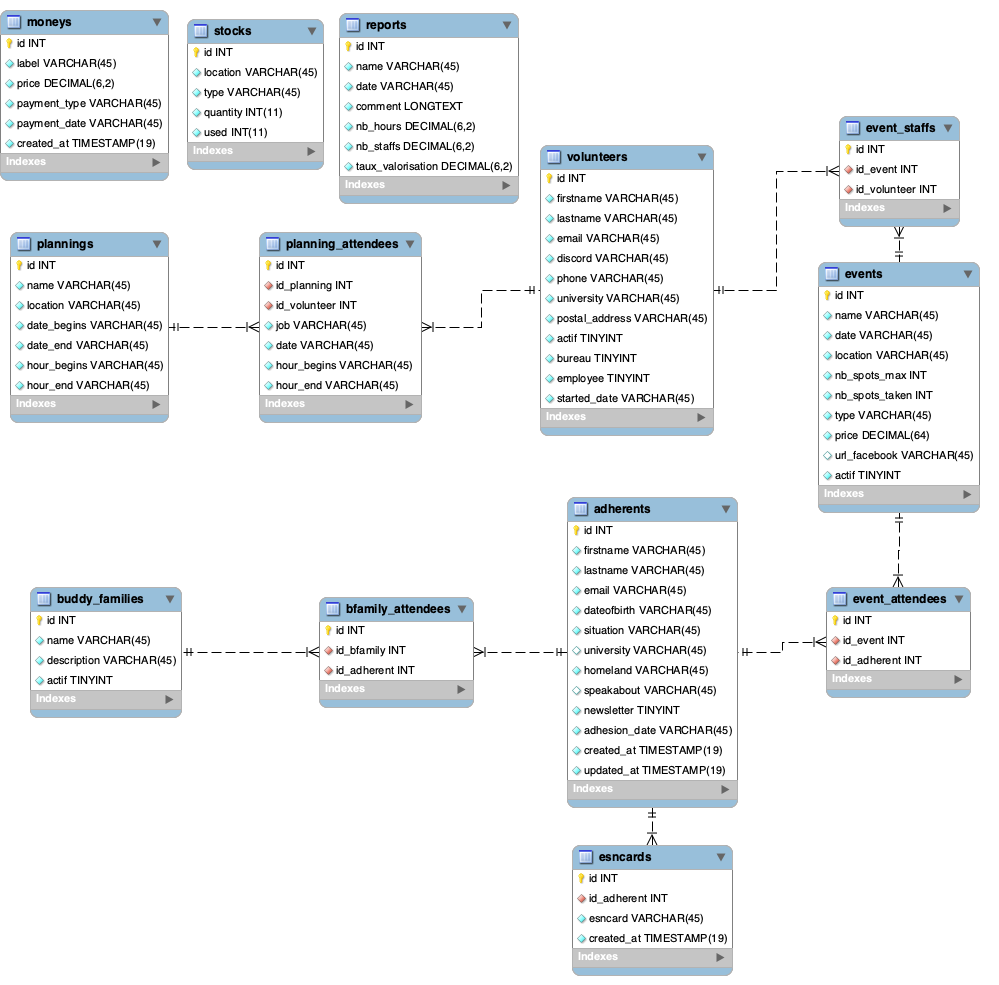 moneys
id INT
label VARCHAR(45)
price DECIMAL(6,2)
payment_type VARCHAR(45)
payment_date VARCHAR(45)
created_at TIMESTAMP(19)
Indexes
stocks
id INT
location VARCHAR(45)
type VARCHAR(45)
quantity INT(11)
used INT(11)
Indexes
reports
id INT
name VARCHAR(45)
date VARCHAR(45)
comment LONGTEXT
nb_hours DECIMAL(6,2)
nb_staffs DECIMAL(6,2)
taux_valorisation DECIMAL(6,2)
Indexes
volunteers
id INT
firstname VARCHAR(45)
lastname VARCHAR(45)
email VARCHAR(45)
discord VARCHAR(45)
phone VARCHAR(45)
university VARCHAR(45)
postal_address VARCHAR(45)
actif TINYINT
bureau TINYINT
employee TINYINT
started_date VARCHAR(45)
Indexes
event_staffs
id INT
id_event INT
id_volunteer INT
Indexes
plannings
id INT
name VARCHAR(45)
location VARCHAR(45)
date_begins VARCHAR(45)
date_end VARCHAR(45)
hour_begins VARCHAR(45)
hour_end VARCHAR(45)
Indexes
planning_attendees
id INT
id_planning INT
id_volunteer INT
job VARCHAR(45)
date VARCHAR(45)
hour_begins VARCHAR(45)
hour_end VARCHAR(45)
Indexes
events
id INT
name VARCHAR(45)
date VARCHAR(45)
location VARCHAR(45)
nb_spots_max INT
nb_spots_taken INT
type VARCHAR(45)
price DECIMAL(64)
url_facebook VARCHAR(45)
actif TINYINT
Indexes
buddy_families
id INT
name VARCHAR(45)
description VARCHAR(45)
actif TINYINT
Indexes
bfamily_attendees
id INT
id_bfamily INT
id_adherent INT
Indexes
adherents
id INT
firstname VARCHAR(45)
lastname VARCHAR(45)
email VARCHAR(45)
dateofbirth VARCHAR(45)
situation VARCHAR(45)
university VARCHAR(45)
homeland VARCHAR(45)
speakabout VARCHAR(45)
newsletter TINYINT
adhesion_date VARCHAR(45)
created_at TIMESTAMP(19)
updated_at TIMESTAMP(19)
Indexes
event_attendees
id INT
id_event INT
id_adherent INT
Indexes
esncards
id INT
id_adherent INT
esncard VARCHAR(45)
created_at TIMESTAMP(19)
Indexes